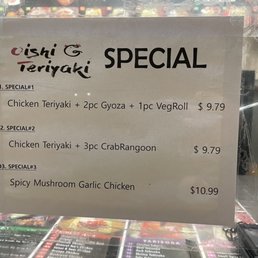 Oishi
Teriyaki
SPECIAL
1. SPECIAL#1
Chicken Teriyaki + 2pc Gyoza + 1pc VegRoll $ 9.79
2. SPECIAL#2
Chicken Teriyaki + 3pc CrabRangoon $ 9.79
3. SPECIAL#3
Spicy Mushroom Garlic Chicken $10.99